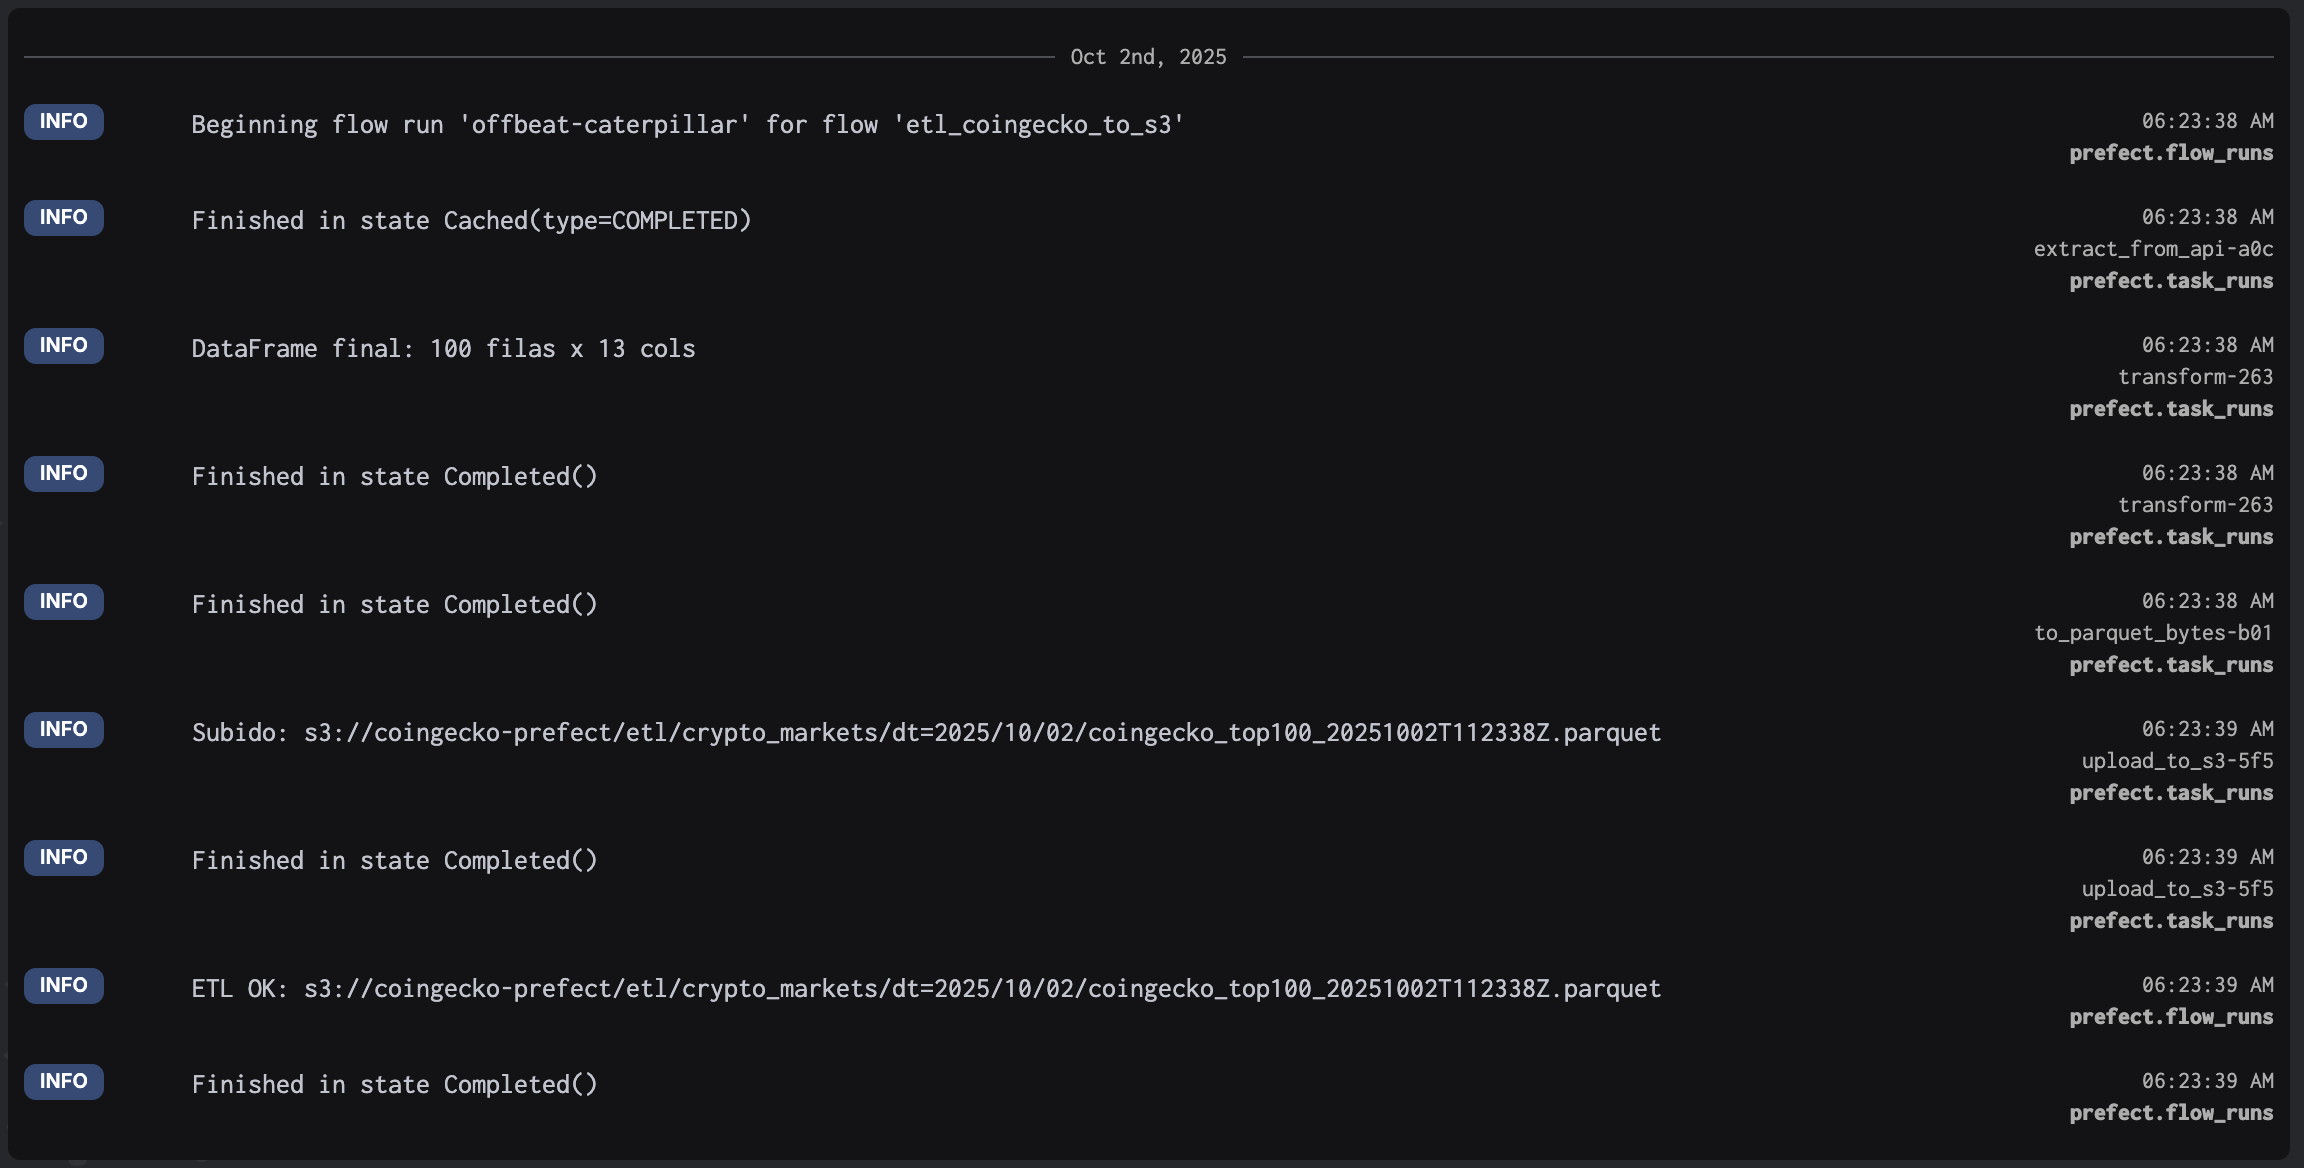 Oct 2nd, 2025
INFO Beginning flow run 'offbeat-caterpillar' for flow 'etl_coingecko_to_s3' 06:23:38 AM
prefect.flow_runs
INFO Finished in state Cached(type=COMPLETED) 06:23:38 AM
extract_from_api-a0c
prefect.task_runs
INFO DataFrame final: 100 filas x 13 cols 06:23:38 AM
transform-263
prefect.task_runs
INFO Finished in state Completed() 06:23:38 AM
transform-263
prefect.task_runs
INFO Finished in state Completed() 06:23:38 AM
to_parquet_bytes-b01
prefect.task_runs
INFO Subido: s3://coingecko-prefect/etl/crypto_markets/dt=2025/10/02/coingecko_top100_20251002T112338Z.parquet 06:23:39 AM
upload_to_s3-5f5
prefect.task_runs
INFO Finished in state Completed() 06:23:39 AM
upload_to_s3-5f5
prefect.task_runs
INFO ETL OK: s3://coingecko-prefect/etl/crypto_markets/dt=2025/10/02/coingecko_top100_20251002T112338Z.parquet 06:23:39 AM
prefect.flow_runs
INFO Finished in state Completed() 06:23:39 AM
prefect.flow_runs